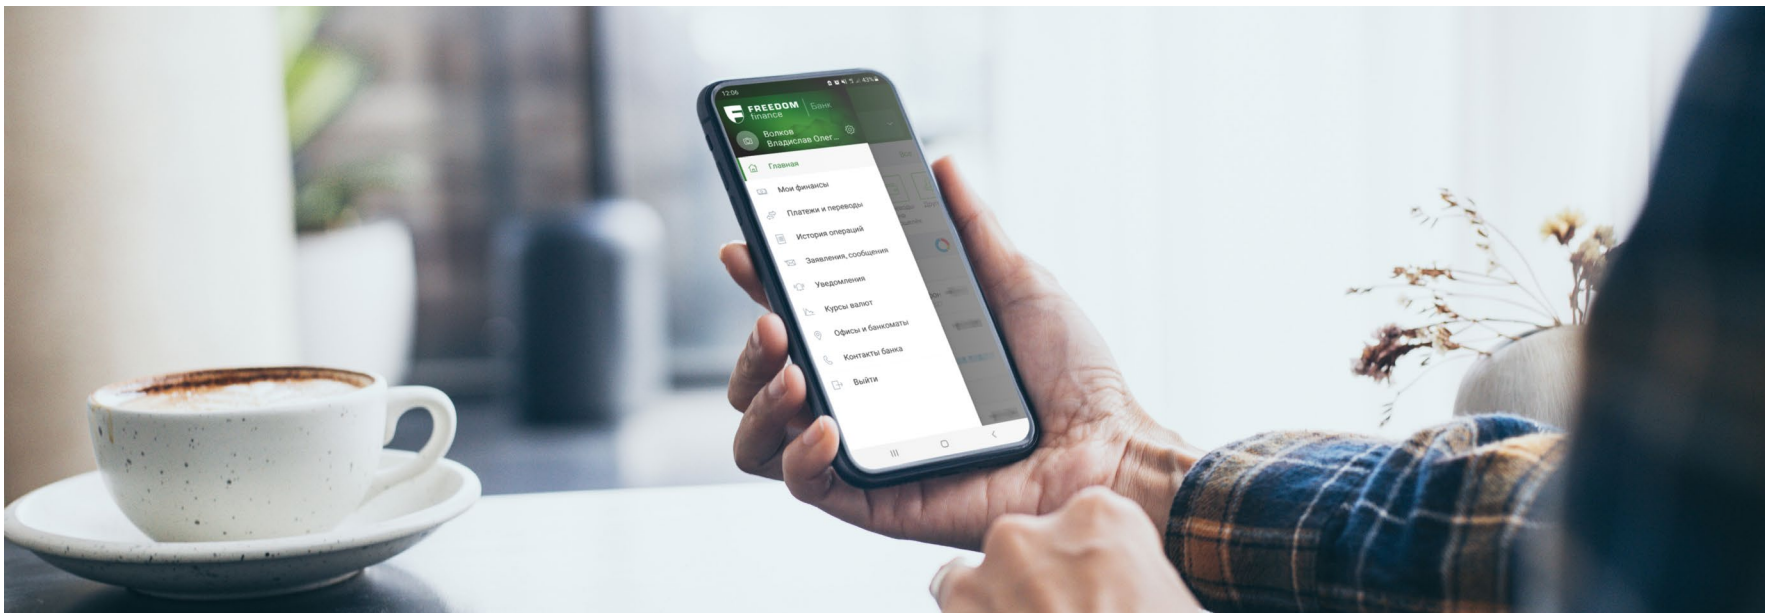 12:06
43%
FREEDOM
finance
Банк
Волков
Владислав Олег...
Главная
Мои финансы
Платежи и переводы
История операций
Заявления, сообщения
Уведомления
Курсы валют
Офисы и банкоматы
Контакты банка
Выйти